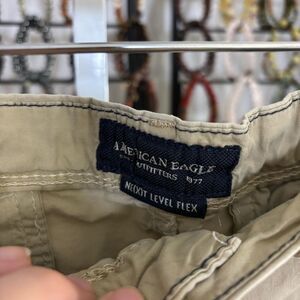 AMERICAN EAGLE
OUTFITTERS 1977
NEXT LEVEL FLEX